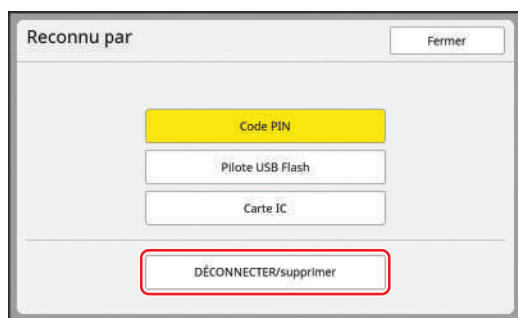 Reconnu par
Fermer
Code PIN
Pilote USB Flash
Carte IC
DÉCONNECTER/supprimer